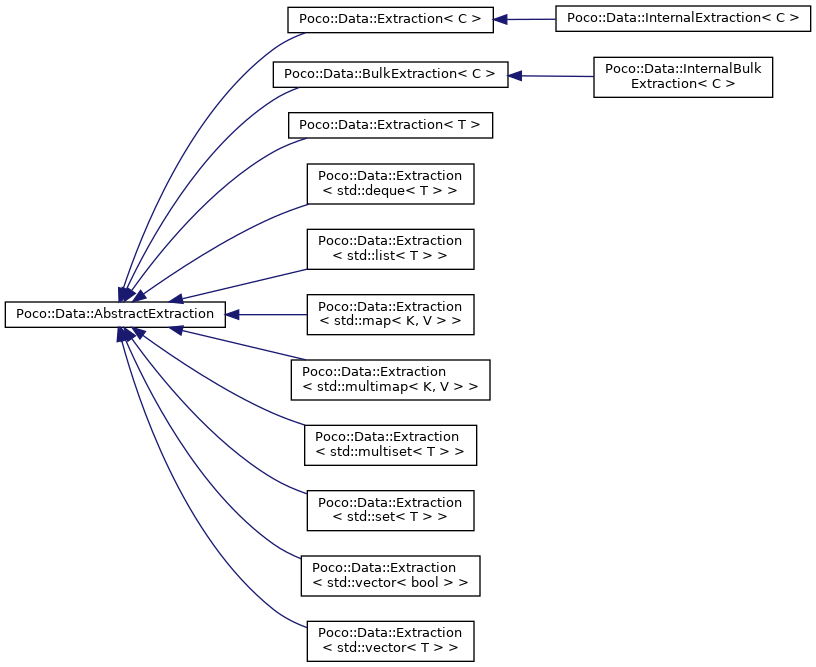 Poco::Data::Extraction< C >
Poco::Data::InternalExtraction< C >
Poco::Data::BulkExtraction< C >
Poco::Data::InternalBulk
Extraction< C >
Poco::Data::Extraction< T >
Poco::Data::Extraction
< std::deque< T > >
Poco::Data::Extraction
< std::list< T > >
Poco::Data::AbstractExtraction
Poco::Data::Extraction
< std::map< K, V > >
Poco::Data::Extraction
< std::multimap< K, V > >
Poco::Data::Extraction
< std::multiset< T > >
Poco::Data::Extraction
< std::set< T > >
Poco::Data::Extraction
< std::vector< bool > >
Poco::Data::Extraction
< std::vector< T > >